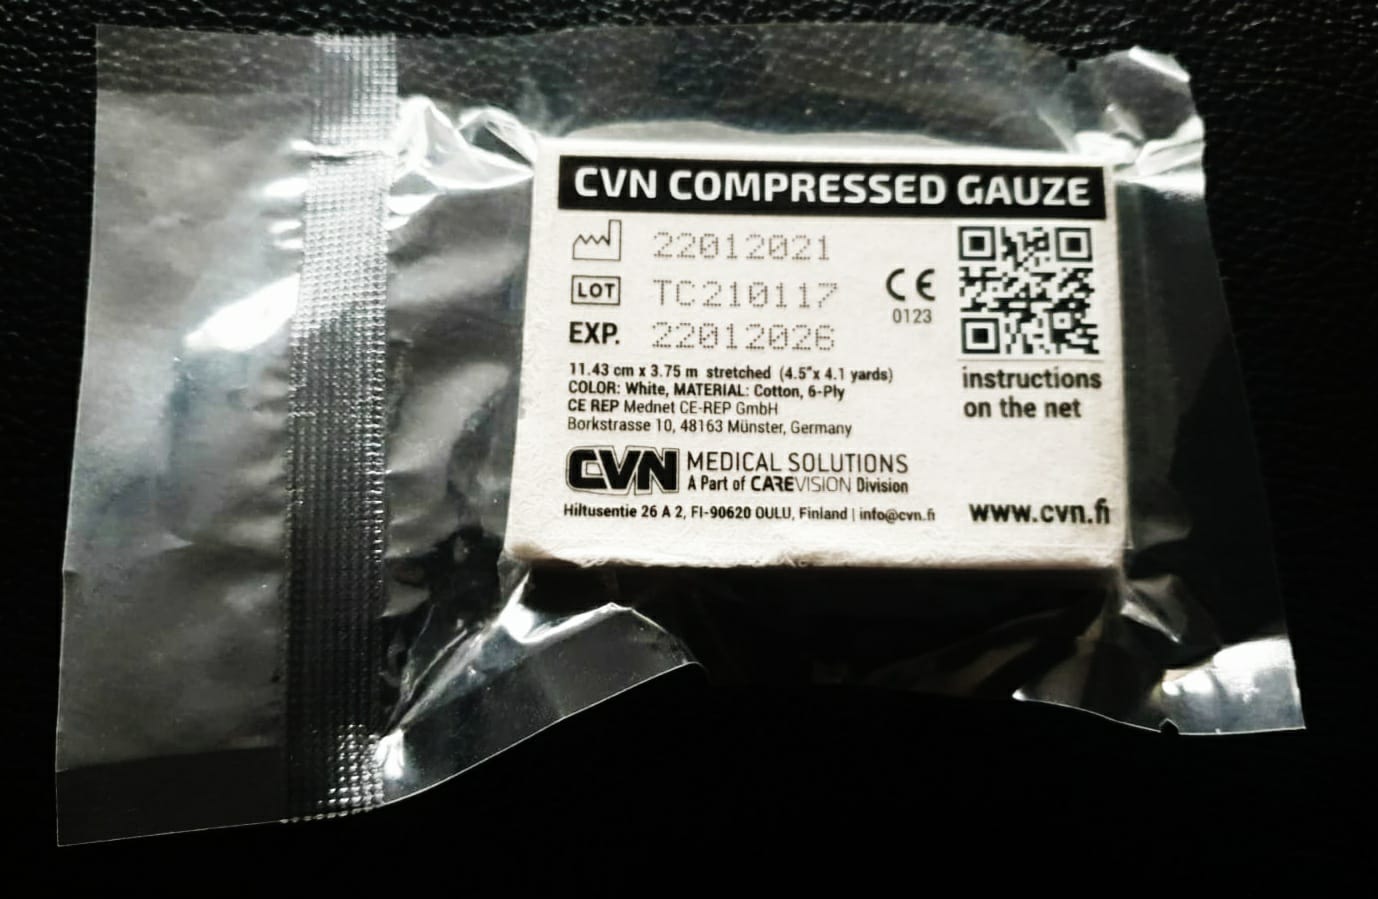 CVN COMPRESSED GAUZE
22012021
LOT TC210117
CE
0123
EXP. 22012026
instructions
on the net
11.43 cm x 3.75 m stretched (4.5"x 4.1 yards)
COLOR: White, MATERIAL: Cotton, 6-Ply
CE REP Mednet CE-REP GmbH
Borkstrasse 10, 48163 Münster, Germany
CVN MEDICAL SOLUTIONS
A Part of CAREVISION Division
Hiltusentie 26 A 2, FI-90620 OULU, Finland | info@cvn.fi
www.cvn.fi